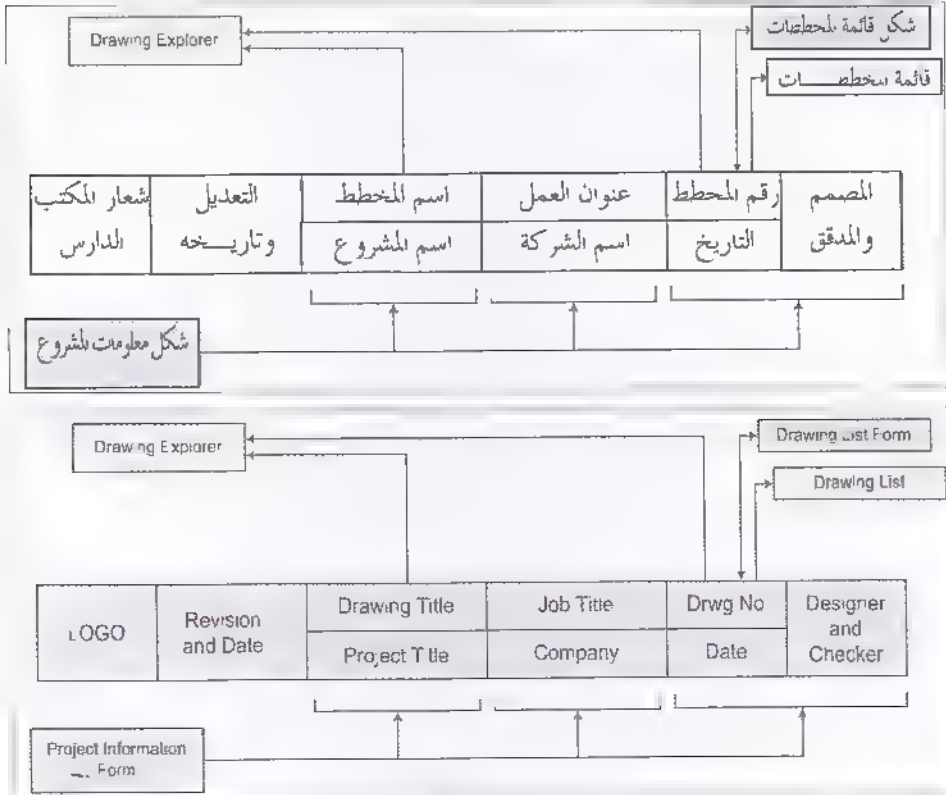 Drawing Explorer
شكل قائمة المخططات
قائمة المخططـــات
شعار المكتب
الدارس
التعديل
وتاريـــخه
اسم المخطط
اسم المشروع
عنوان العمل
اسم الشركة
رقم المخطط
التاريخ
المصمم
والمدقق
شكل معلومات المشروع
Drawing Explorer
Drawing List Form
Drawing List
LOGO
Revision
and Date
Drawing Title
Project Title
Job Title
Company
Drwg No
Date
Designer
and
Checker
Project Information
Form